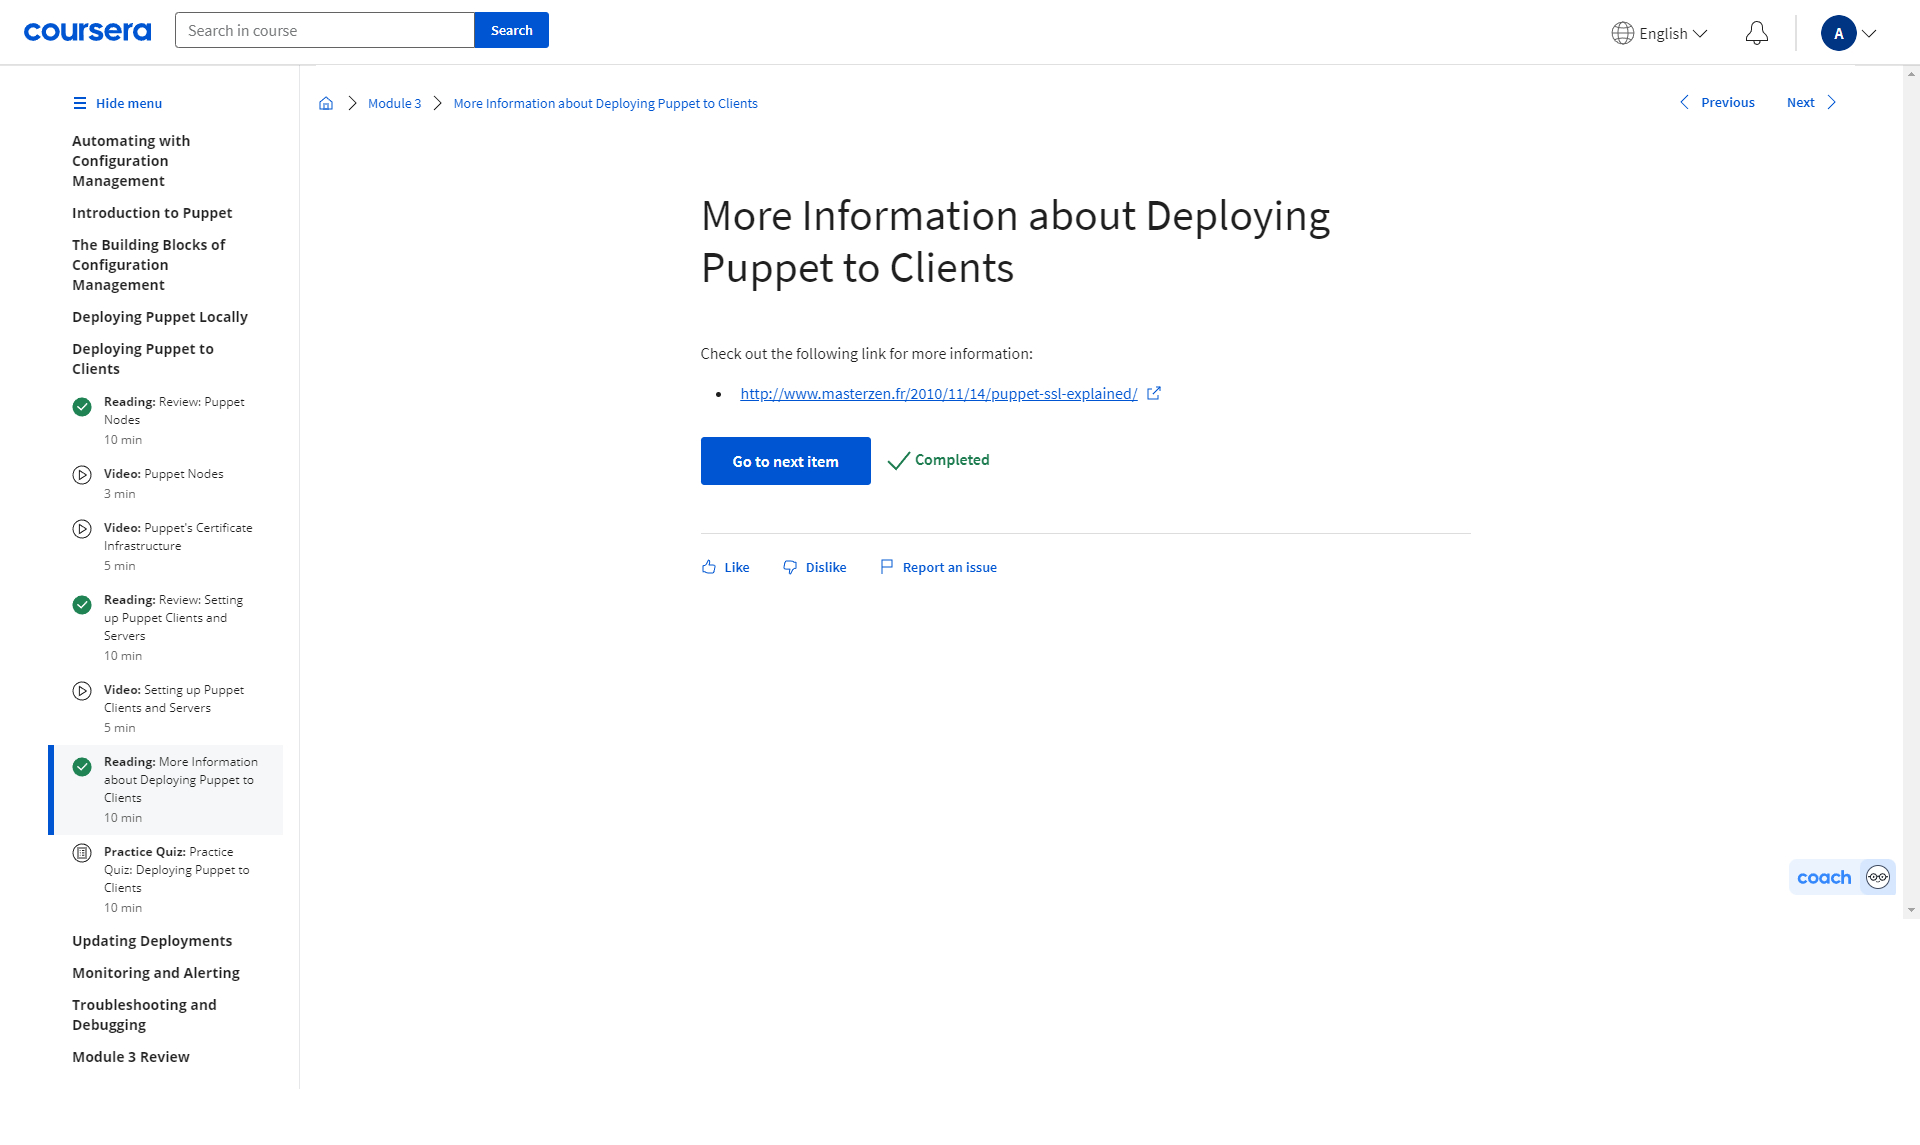 coursera
Search in course
Search
English
A
Hide menu
Automating with
Configuration
Management
Introduction to Puppet
The Building Blocks of
Configuration
Management
Deploying Puppet Locally
Deploying Puppet to
Clients
Reading: Review: Puppet
Nodes
10 min
Video: Puppet Nodes
3 min
Video: Puppet's Certificate
Infrastructure
5 min
Reading: Review: Setting
up Puppet Clients and
Servers
10 min
Video: Setting up Puppet
Clients and Servers
5 min
Reading: More Information
about Deploying Puppet to
Clients
10 min
Practice Quiz: Practice
Quiz: Deploying Puppet to
Clients
10 min
Updating Deployments
Monitoring and Alerting
Troubleshooting and
Debugging
Module 3 Review
Module 3
More Information about Deploying Puppet to Clients
Previous
Next
More Information about Deploying
Puppet to Clients
Check out the following link for more information:
http://www.masterzen.fr/2010/11/14/puppet-ssl-explained/
Go to next item
Completed
Like
Dislike
Report an issue
coach